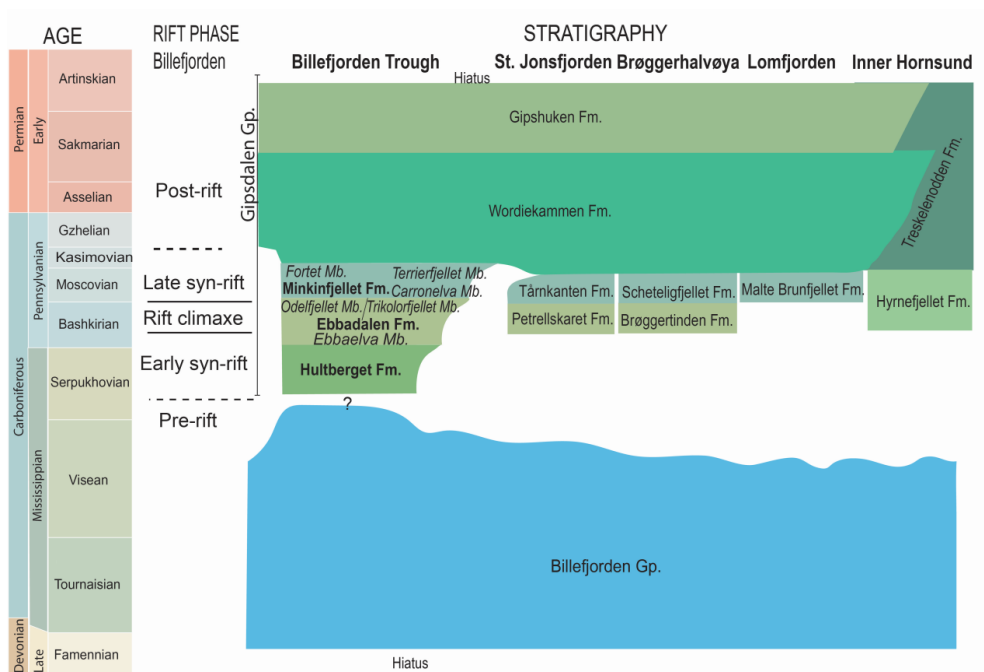 AGE
RIFT PHASE
Billefjorden
STRATIGRAPHY
Billefjorden Trough
St. Jonsfjorden
Brøggerhalvøya
Lomfjorden
Inner Hornsund
Hiatus
Permian
Early
Artinskian
Sakmarian
Asselian
Carboniferous
Pennsylvanian
Gzhelian
Kasimovian
Moscovian
Bashkirian
Mississippian
Serpukhovian
Visean
Tournaisian
Devonian
Late
Famennian
Post-rift
Late syn-rift
Rift climaxe
Early syn-rift
Pre-rift
Gipsdalen Gp.
Gipshuken Fm.
Wordiekammen Fm.
Treskelenodden Fm.
Fortet Mb.
Terrierfjellet Mb.
Minkinfjellet Fm.
Carronelva Mb.
Odelfjellet Mb./Trikolorfjellet Mb.
Ebbadalen Fm.
Ebbaelva Mb.
Hultberget Fm.
?
Tårnkanten Fm.
Petrellskaret Fm.
Scheteligfjellet Fm.
Brøggertinden Fm.
Malte Brunfjellet Fm.
Hyrnefjellet Fm.
Billefjorden Gp.
Hiatus